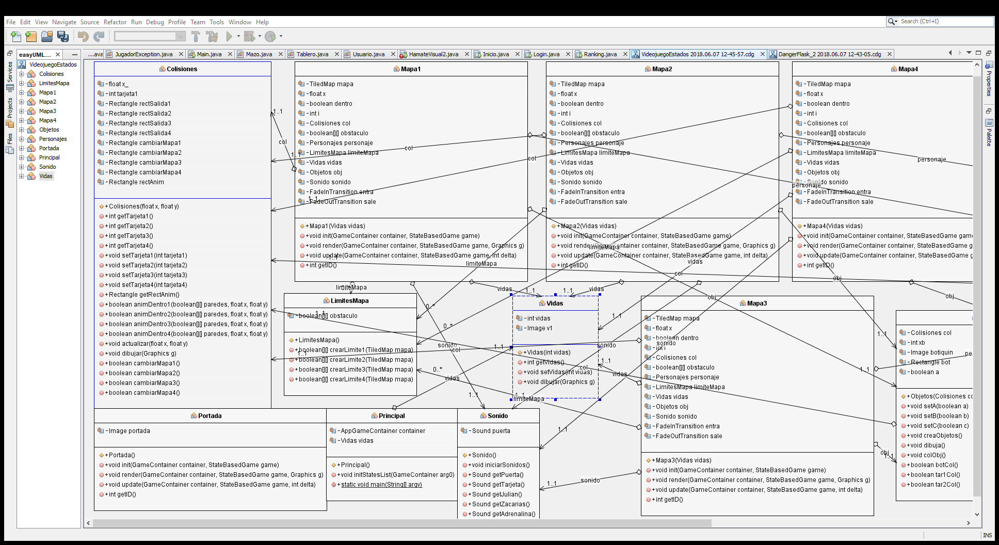 File Edit View Navigate Source Refactor Run Debug Profile Team Tools Window Help
Search (Ctrl+I)
easyUML...
...ava
JugadorException.java
Main.java
Mazo.java
Tablero.java
Usuario.java
HamateVisual2.java
Inicio.java
Login.java
Ranking.java
VideojuegoEstados 2018.06.07 12-45-57.cdg
DangerFlask_2 2018.06.07 12-43-05.cdg
Services
Projects
Files
VideojuegoEstados
Colisiones
LimitesMapa
Mapa1
Mapa2
Mapa3
Mapa4
Objetos
Personajes
Portada
Principal
Sonido
Vidas
Properties
Palette
Colisiones
-float x_
-int tarjeta1
-Rectangle rectSalida1
-Rectangle rectSalida2
-Rectangle rectSalida3
-Rectangle rectSalida4
-Rectangle cambiarMapa1
-Rectangle cambiarMapa2
-Rectangle cambiarMapa3
-Rectangle cambiarMapa4
-Rectangle rectAnim
+Colisiones(float x, float y)
+int getTarjeta1()
+int getTarjeta2()
+int getTarjeta3()
+int getTarjeta4()
+void setTarjeta1(int tarjeta1)
+void setTarjeta2(int tarjeta2)
+void setTarjeta3(int tarjeta3)
+void setTarjeta4(int tarjeta4)
+Rectangle getRectAnim()
+boolean animDentro1(boolean[][] paredes, float x, float y)
+boolean animDentro2(boolean[][] paredes, float x, float y)
+boolean animDentro3(boolean[][] paredes, float x, float y)
+boolean animDentro4(boolean[][] paredes, float x, float y)
+void actualizar(float x, float y)
+void dibujar(Graphics g)
+boolean cambiarMapa1()
+boolean cambiarMapa2()
+boolean cambiarMapa3()
+boolean cambiarMapa4()
Mapa1
-TiledMap mapa
-float x
-boolean dentro
-int i
-Colisiones col
-boolean[][] obstaculo
-Personajes personaje
-LimitesMapa limiteMapa
-Vidas vidas
-Objetos obj
-Sonido sonido
-FadeInTransition entra
-FadeOutTransition sale
+Mapa1(Vidas vidas)
+void init(GameContainer container, StateBasedGame game)
+void render(GameContainer container, StateBasedGame game, Graphics g)
+void update(GameContainer container, StateBasedGame game, int delta)
+int getID()
Mapa2
-TiledMap mapa
-float x
-boolean dentro
-int i
-Colisiones col
-boolean[][] obstaculo
-Personajes personaje
-LimitesMapa limiteMapa
-Vidas vidas
-Objetos obj
-Sonido sonido
-FadeInTransition entra
-FadeOutTransition sale
+Mapa2(Vidas vidas)
+void init(GameContainer container, StateBasedGame game)
+void render(GameContainer container, StateBasedGame game, Graphics g)
+void update(GameContainer container, StateBasedGame game, int delta)
+int getID()
Mapa4
-TiledMap mapa
-float x
-boolean dentro
-int i
-Colisiones col
-boolean[][] obstaculo
-Personajes personaje
-LimitesMapa limiteMapa
-Vidas vidas
-Objetos obj
-Sonido sonido
-FadeInTransition entra
-FadeOutTransition sale
+Mapa4(Vidas vidas)
+void init(GameContainer container, StateBasedGame game
+void render(GameContainer container, StateBasedGame g
+void update(GameContainer container, StateBasedGame g
+int getID()
1..1
col
1..1
col
col
1..1
personaje
personaje
1..1
limiteMapa
limiteMapa
vidas
col
obj
limiteMapa
0..*
vidas
1..1
1..1
vidas
obj
obj
LimitesMapa
-boolean[][] obstaculo
+LimitesMapa()
+boolean[][] crearLimite1(TiledMap mapa)
+boolean[][] crearLimite2(TiledMap mapa)
+boolean[][] crearLimite3(TiledMap mapa)
+boolean[][] crearLimite4(TiledMap mapa)
Vidas
-int vidas
-Image v1
+Vidas(int vidas)
+int getVidas()
+void setVidas(int vidas)
+void dibujar(Graphics g)
Mapa3
-TiledMap mapa
-float x
-boolean dentro
-int i
-Colisiones col
-boolean[][] obstaculo
-Personajes personaje
-LimitesMapa limiteMapa
-Vidas vidas
-Objetos obj
-Sonido sonido
-FadeInTransition entra
-FadeOutTransition sale
+Mapa3(Vidas vidas)
+void init(GameContainer container, StateBasedGame game)
+void render(GameContainer container, StateBasedGame game, Graphics g)
+void update(GameContainer container, StateBasedGame game, int delta)
+int getID()
-Colisiones col
-int xb
-Image botiquin
-Rectangle bot
-boolean a
+Objetos(Colisiones co
+void setA(boolean a)
+void setB(boolean b)
+void setC(boolean c)
+void creaObjetos()
+void dibuja()
+void colObj()
+boolean botCol()
+boolean tar1Col()
+boolean tar2Col()
0..*
1..1
1..1
0..*
1..1
sonido
col
1..1
sonido
sonido
1..1
pe
1..1
0..*
vidas
col
1..1
vidas
1..1
1..1
1..1
limiteMapa
1..1
obj
1..1
1..1
sonido
Portada
-Image portada
+Portada()
+void init(GameContainer container, StateBasedGame game)
+void render(GameContainer container, StateBasedGame game, Graphics g)
+void update(GameContainer container, StateBasedGame game, int delta)
+int getID()
Principal
-AppGameContainer container
-Vidas vidas
+Principal()
+void initStatesList(GameContainer arg0)
+static void main(String[] argv)
Sonido
-Sound puerta
+Sonido()
+void iniciarSonidos()
+Sound getPuerta()
+Sound getTarjeta()
+Sound getJulian()
+Sound getZacarias()
+Sound getAdrenalina()
INS